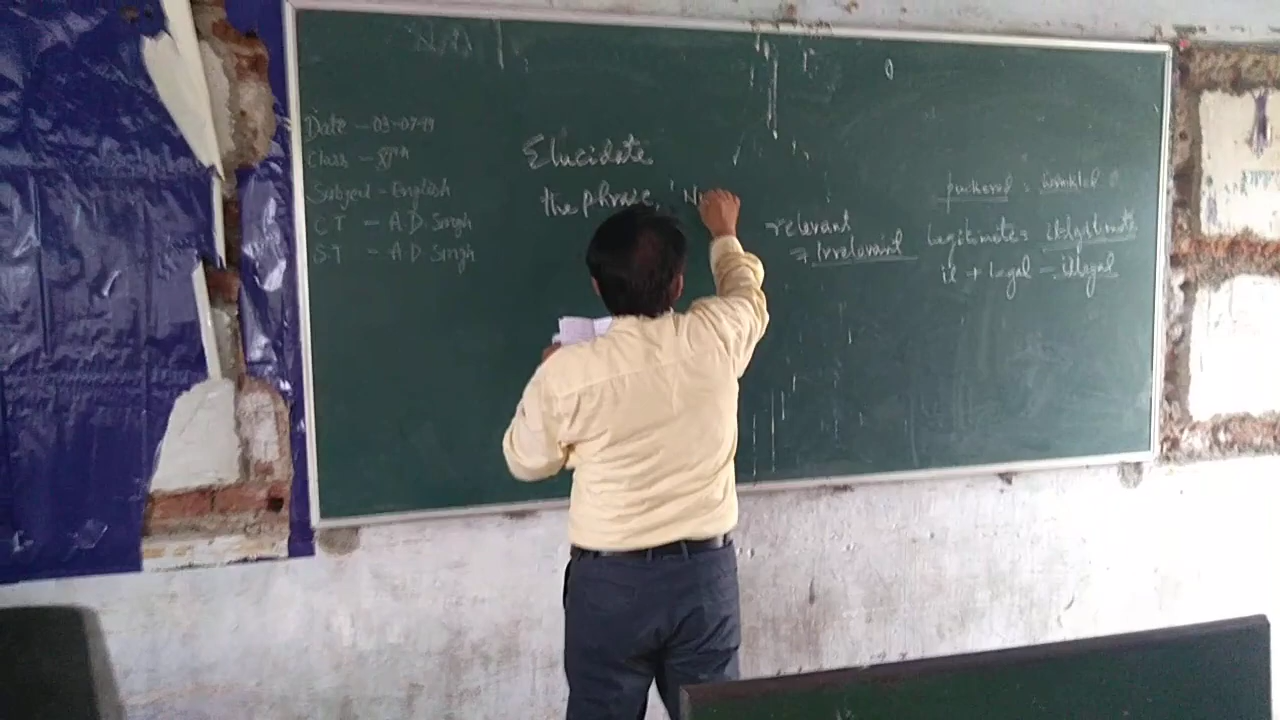 Date - 03-07-19
Class - 8th
Subject - English
C T = A.D. Singh
S T = A.D. Singh
Elucidate
the phrase, ' N
relevant
= Irrelevant
puckered = wrinkled
Legitimate = illegitimate
il + Legal = illegal